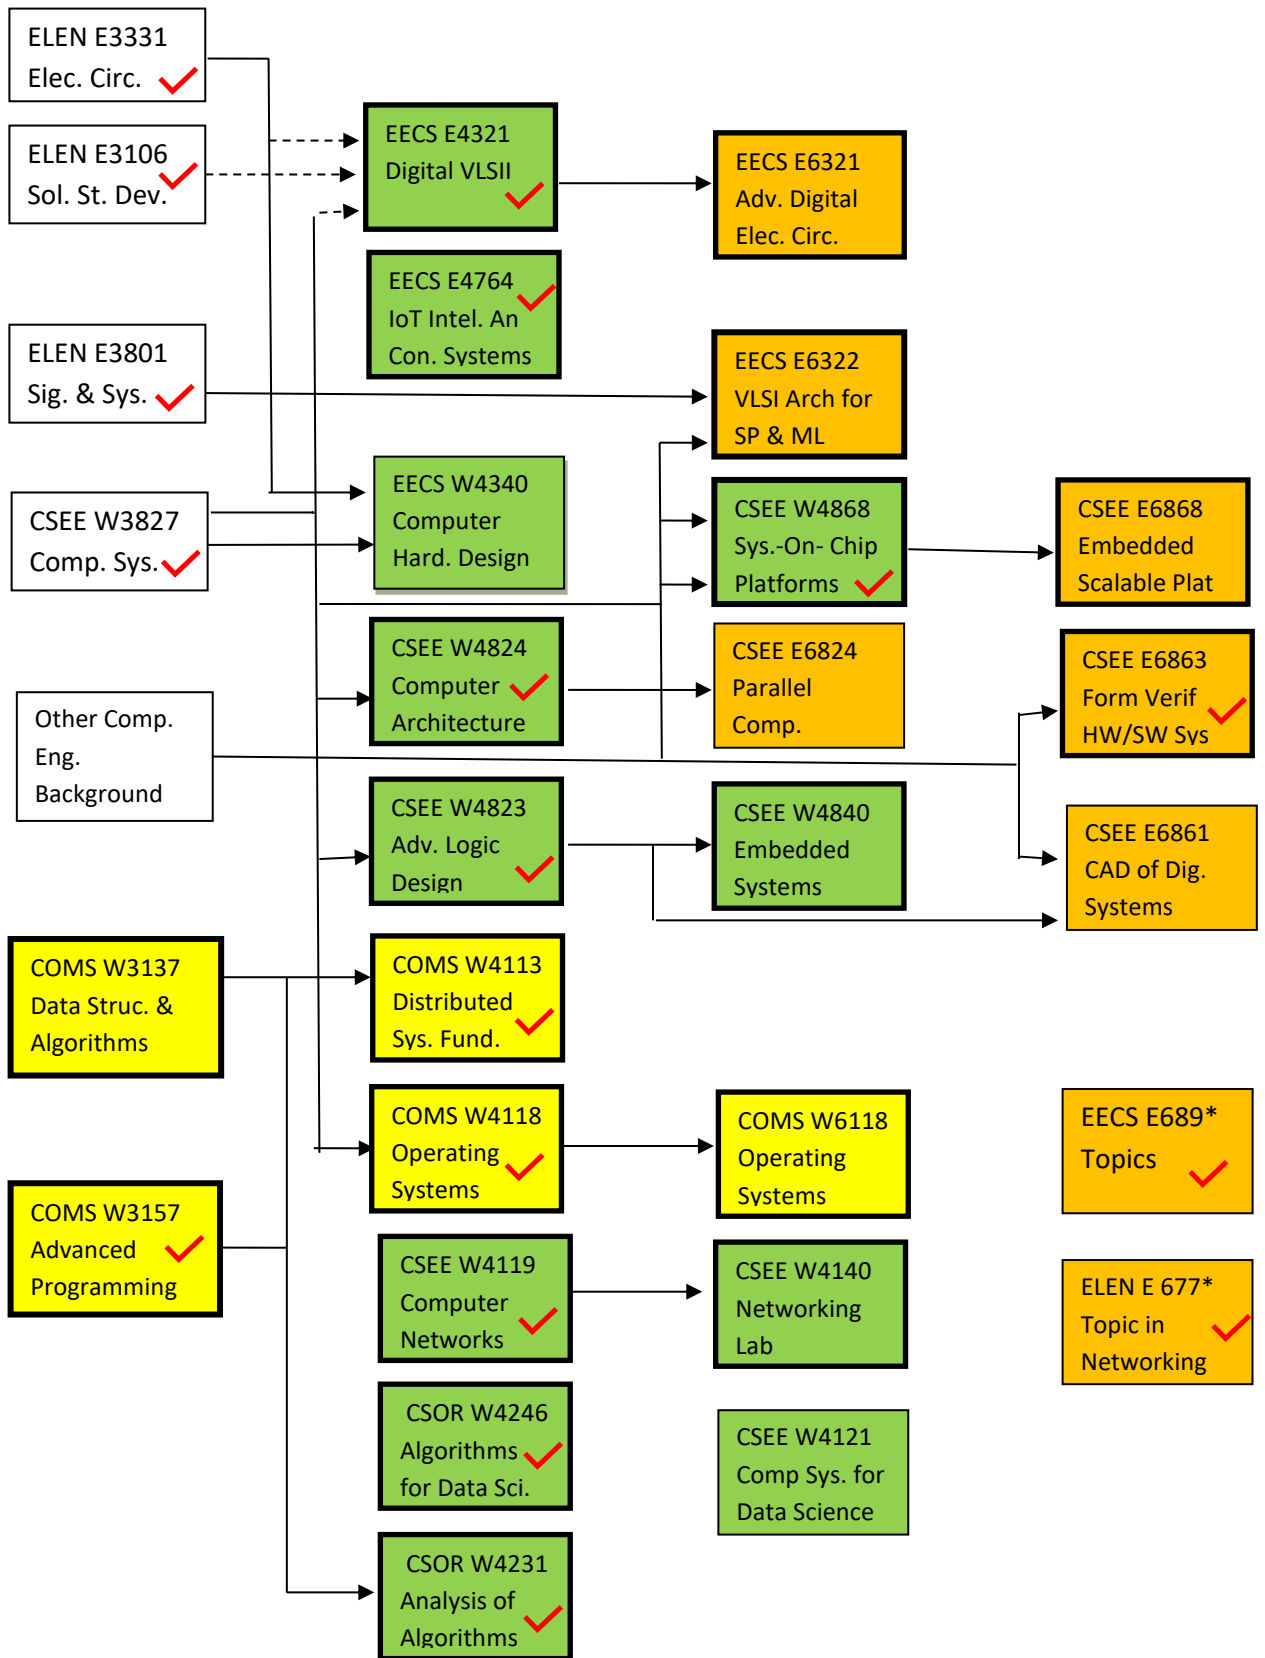 ELEN E3331
Elec. Circ.
ELEN E3106
Sol. St. Dev.
ELEN E3801
Sig. & Sys.
CSEE W3827
Comp. Sys.
Other Comp.
Eng.
Background
COMS W3137
Data Struc. &
Algorithms
COMS W3157
Advanced
Programming
EECS E4321
Digital VLSII
EECS E4764
IoT Intel. An
Con. Systems
EECS W4340
Computer
Hard. Design
CSEE W4824
Computer
Architecture
CSEE W4823
Adv. Logic
Design
COMS W4113
Distributed
Sys. Fund.
COMS W4118
Operating
Systems
CSEE W4119
Computer
Networks
CSOR W4246
Algorithms
for Data Sci.
CSOR W4231
Analysis of
Algorithms
EECS E6321
Adv. Digital
Elec. Circ.
EECS E6322
VLSI Arch for
SP & ML
CSEE W4868
Sys.-On- Chip
Platforms
CSEE E6824
Parallel
Comp.
CSEE W4840
Embedded
Systems
COMS W6118
Operating
Systems
CSEE W4140
Networking
Lab
CSEE W4121
Comp Sys. for
Data Science
CSEE E6868
Embedded
Scalable Plat
CSEE E6863
Form Verif
HW/SW Sys
CSEE E6861
CAD of Dig.
Systems
EECS E689*
Topics
ELEN E 677*
Topic in
Networking